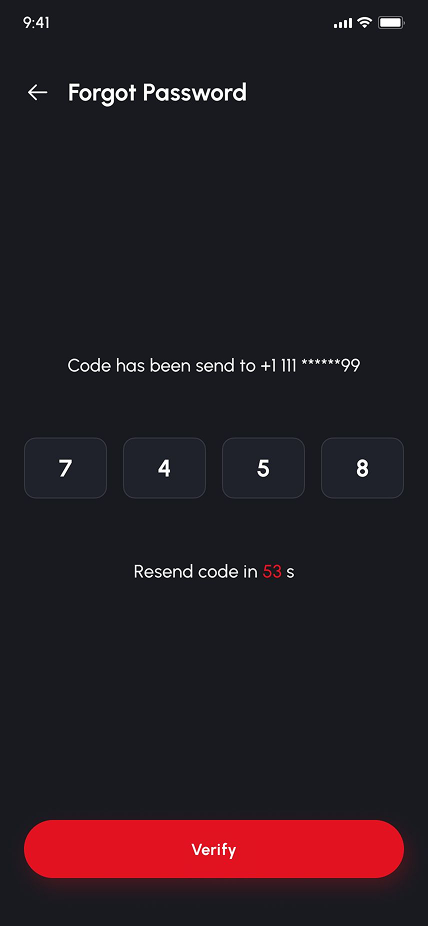 9:41
Forgot Password
Code has been send to +1 111 ******99
7 4 5 8
Resend code in 53 s
Verify